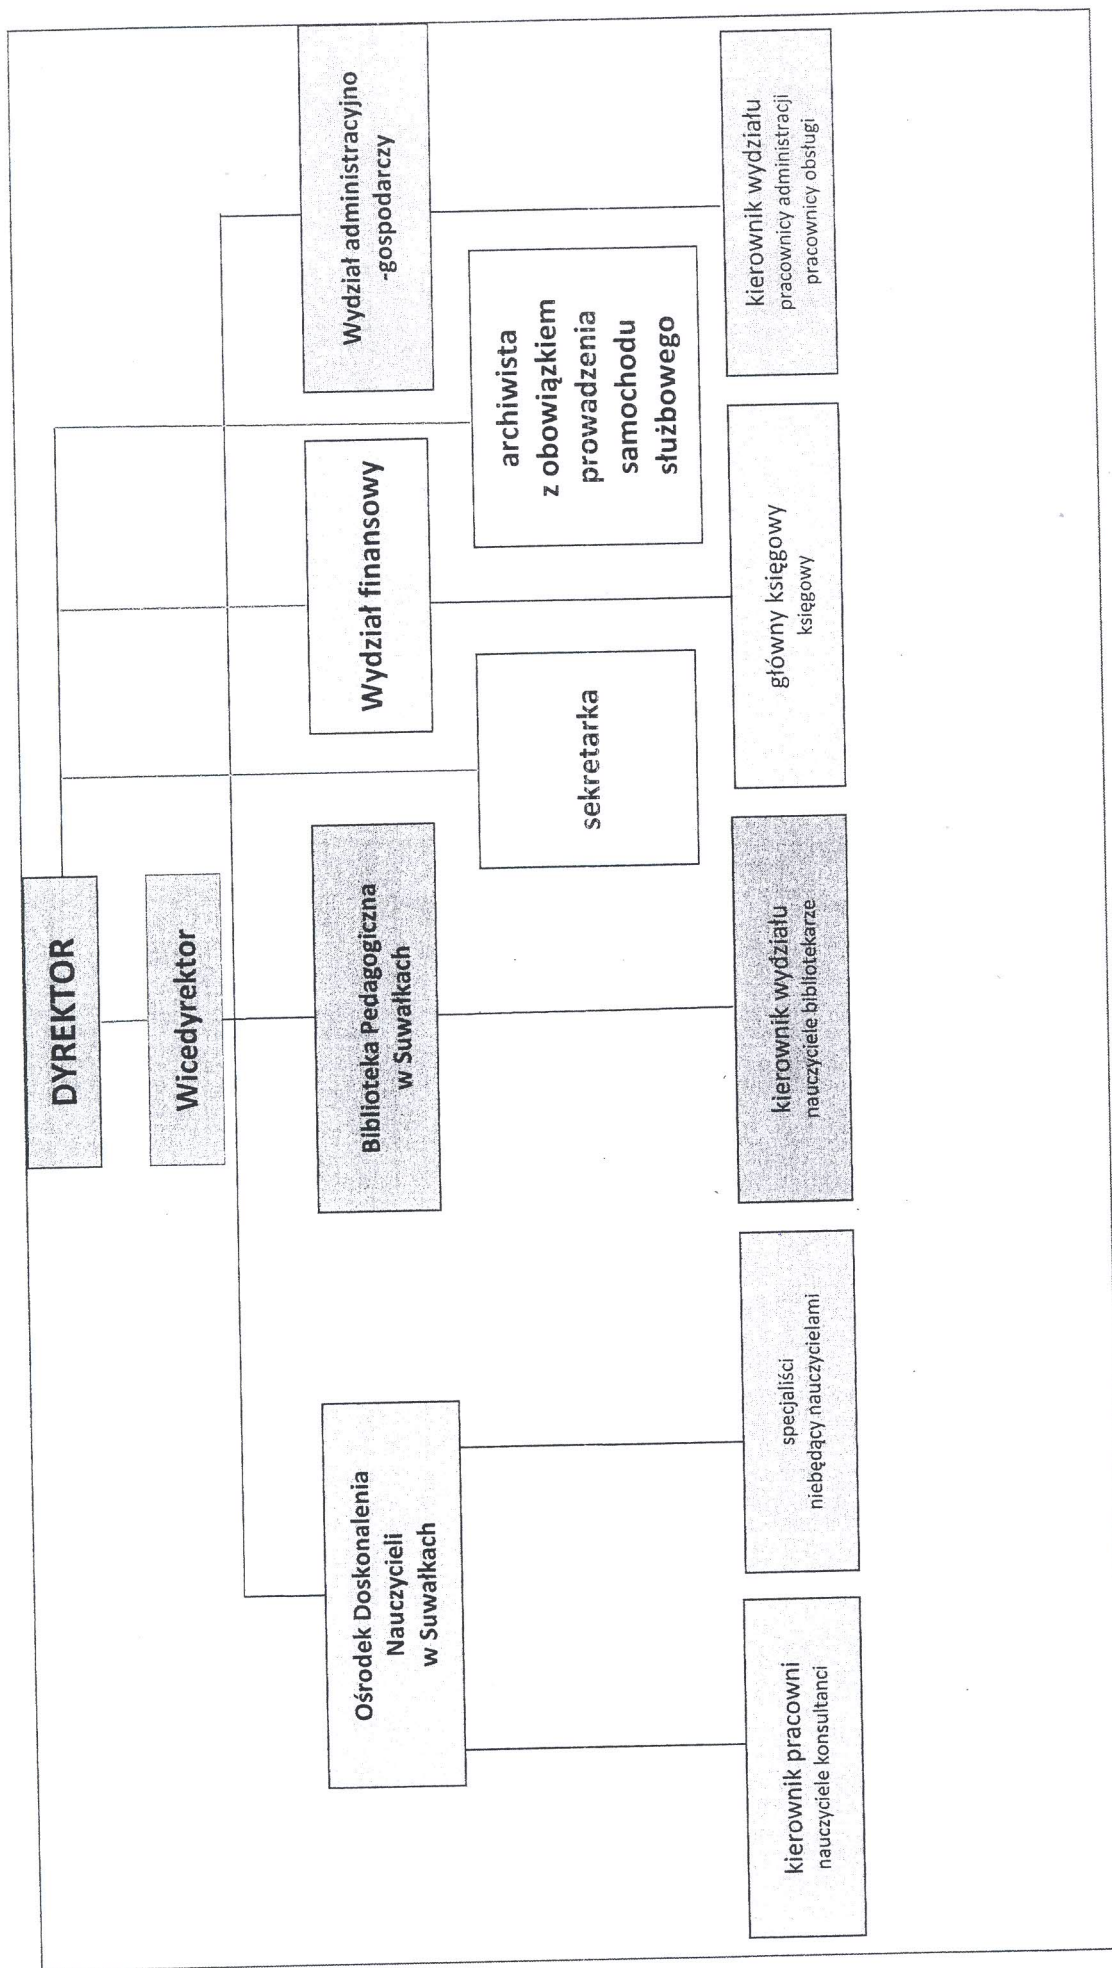 DYREKTOR
Wicedyrektor
Ośrodek Doskonalenia
Nauczycieli
w Suwałkach
Biblioteka Pedagogiczna
w Suwałkach
Wydział finansowy
Wydział administracyjno
-gospodarczy
sekretarka
archiwista
z obowiązkiem
prowadzenia
samochodu
służbowego
kierownik pracowni
nauczyciele konsultanci
specjaliści
niebędący nauczycielami
kierownik wydziału
nauczyciele bibliotekarze
główny księgowy
księgowy
kierownik wydziału
pracownicy administracji
pracownicy obsługi